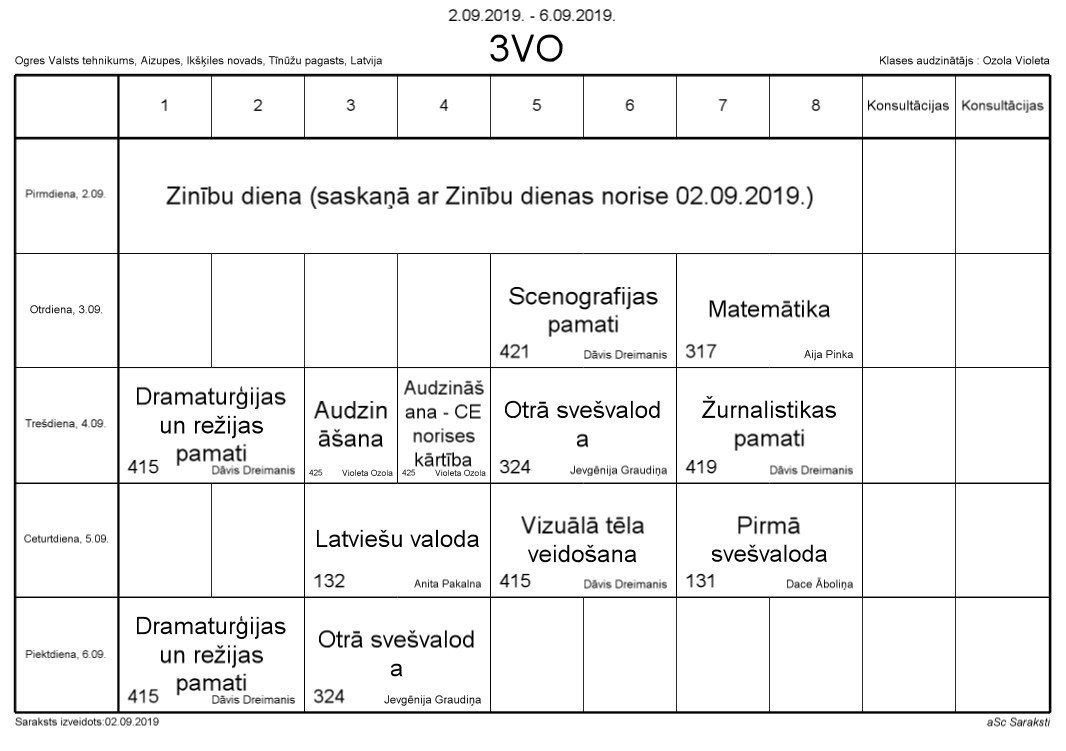 2.09.2019. - 6.09.2019.
3VO
Ogres Valsts tehnikums, Aizupes, Ikšķiles novads, Tīnūžu pagasts, Latvija
Klases audzinātājs : Ozola Violeta
1 2 3 4 5 6 7 8 Konsultācijas Konsultācijas
Pirmdiena, 2.09.
Zinību diena (saskaņā ar Zinību dienas norise 02.09.2019.)
Otrdiena, 3.09.
Scenografijas
pamati
421 Dāvis Dreimanis
Matemātika
317 Aija Pinka
Trešdiena, 4.09.
Dramaturģijas
un režijas
pamati
415 Dāvis Dreimanis
Audzin
āšana
425 Violeta Ozola
Audzināš
ana - CE
norises
kārtība
425 Violeta Ozola
Otrā svešvalod
a
324 Jevgēnija Graudiņa
Žurnalistikas
pamati
419 Dāvis Dreimanis
Ceturtdiena, 5.09.
Latviešu valoda
132 Anita Pakalna
Vizuālā tēla
veidošana
415 Dāvis Dreimanis
Pirmā
svešvaloda
131 Dace Āboliņa
Piektdiena, 6.09.
Dramaturģijas
un režijas
pamati
415 Dāvis Dreimanis
Otrā svešvalod
a
324 Jevgēnija Graudiņa
Saraksts izveidots:02.09.2019
aSc Saraksti